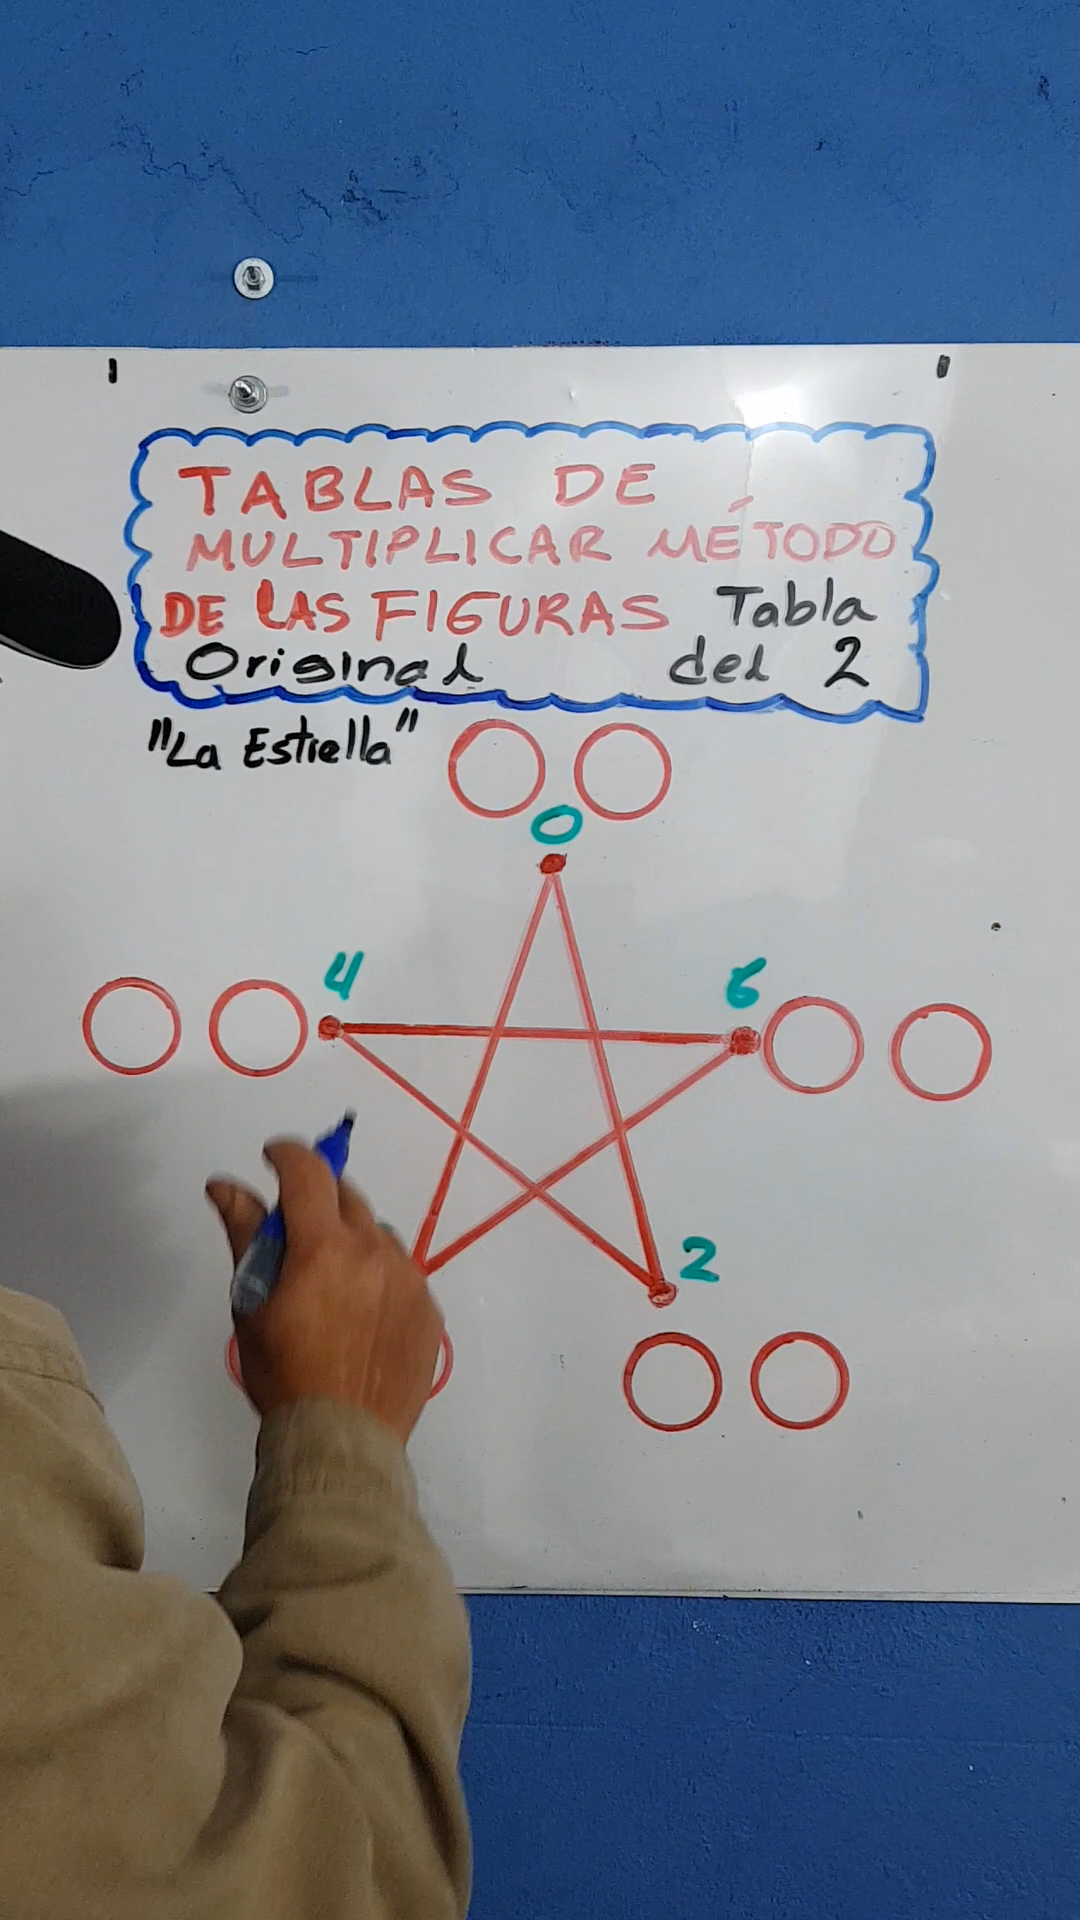 TABLAS DE
MULTIPLICAR MÉTODO
DE LAS FIGURAS Tabla
Original del 2
"La Estrella"
0
4 6
2